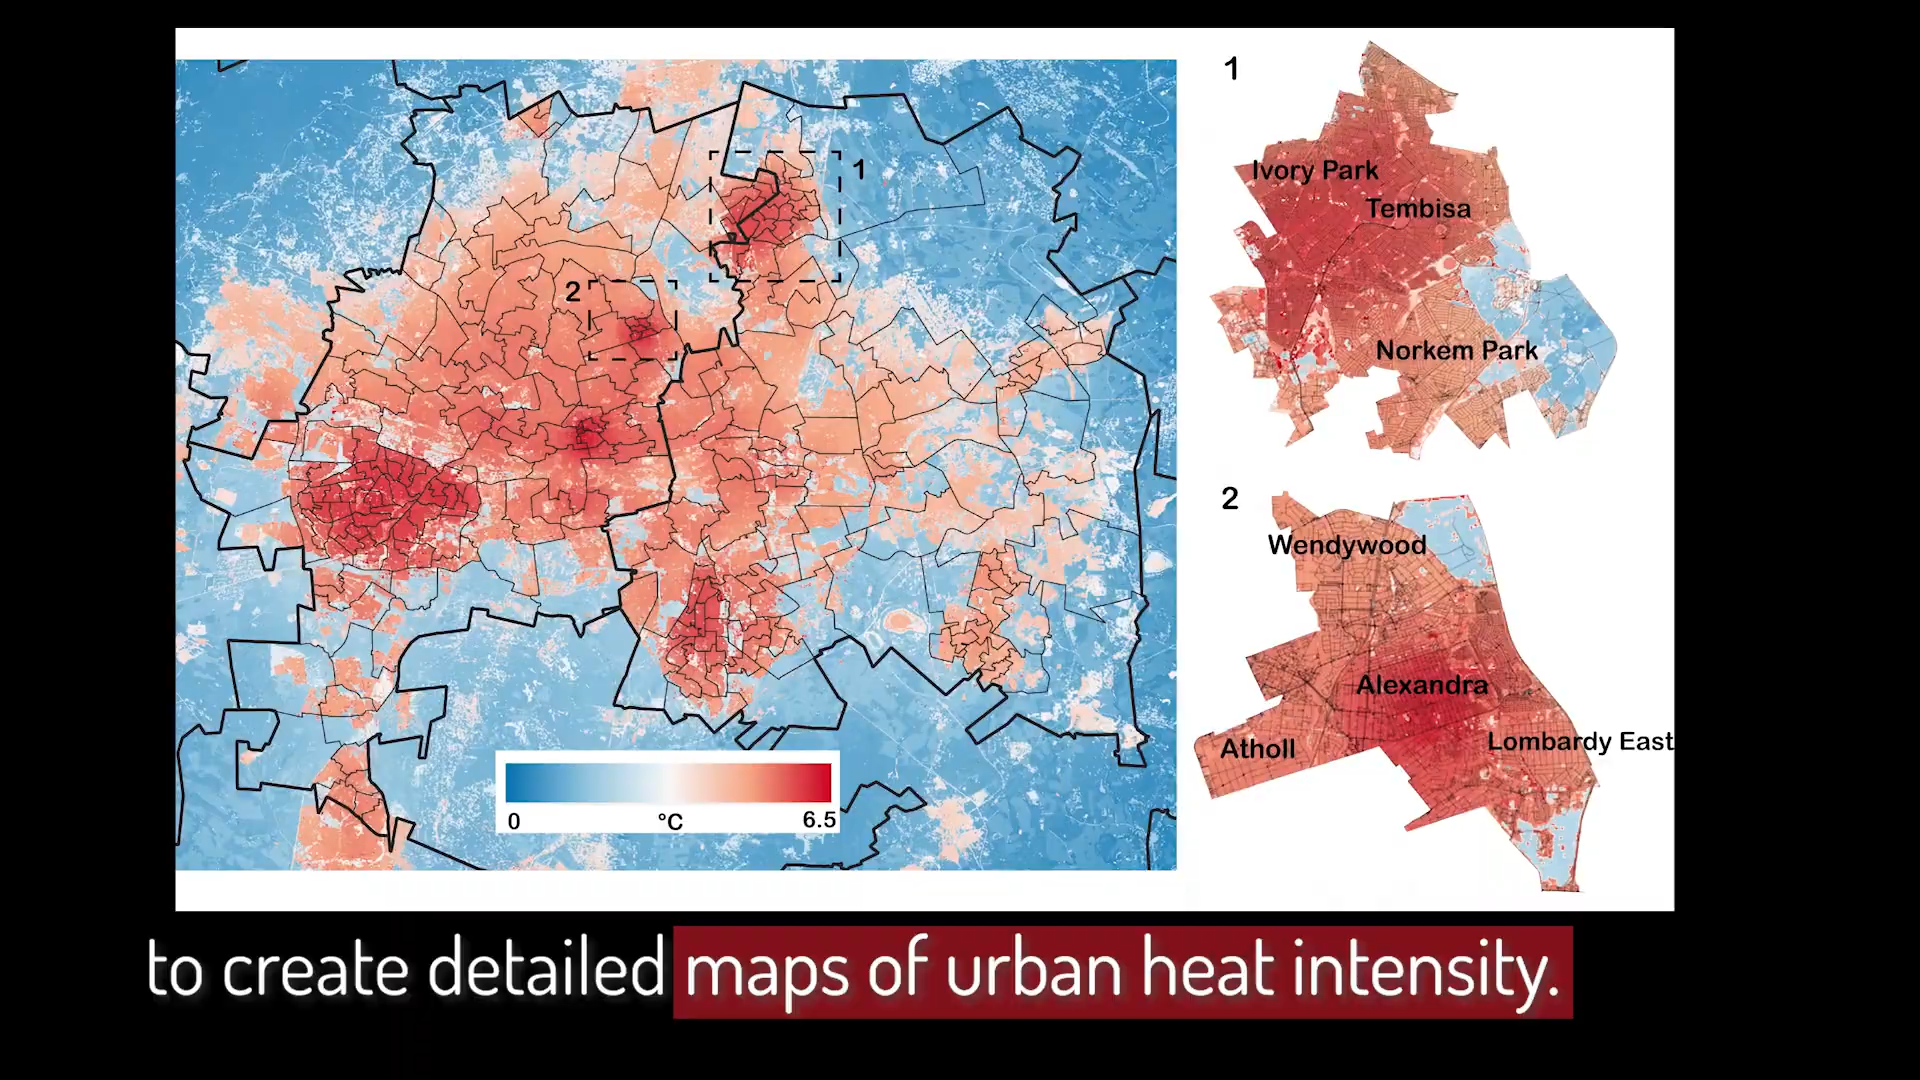 1
2
0
°C
6.5
1
Ivory Park
Tembisa
Norkem Park
2
Wendywood
Alexandra
Atholl
Lombardy East
to create detailed maps of urban heat intensity.